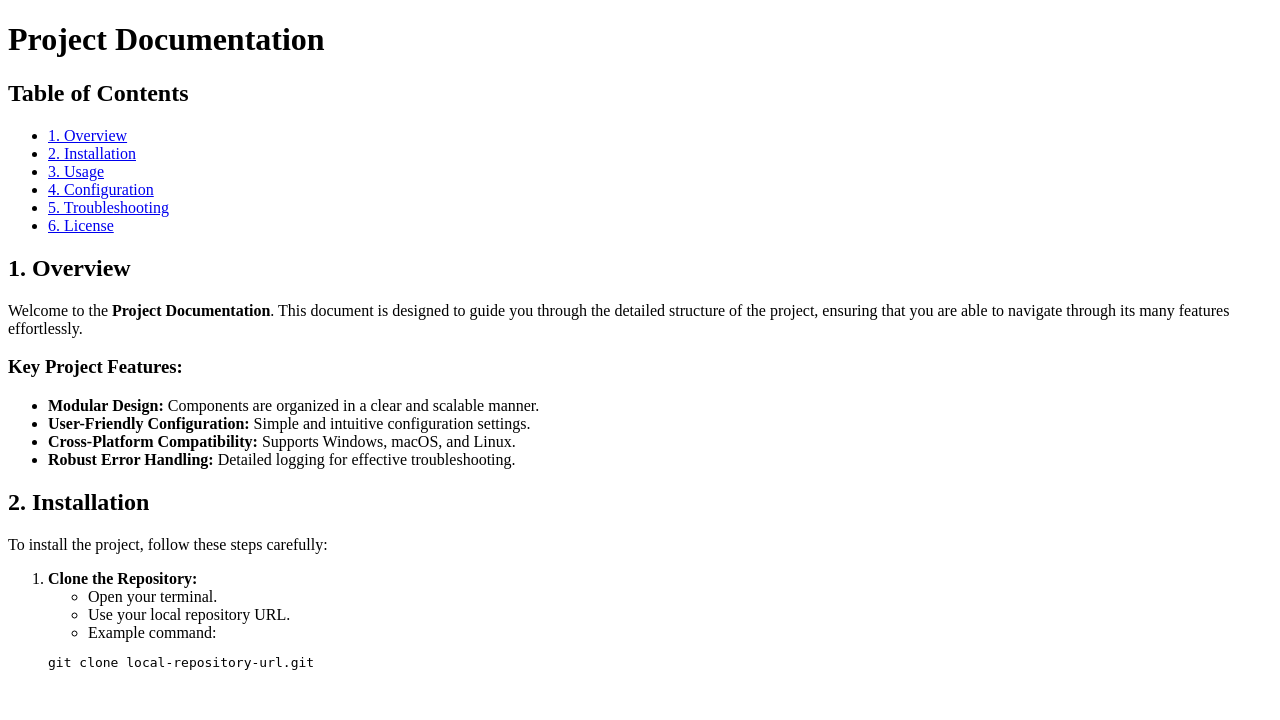 Project Documentation
Table of Contents
1. Overview
2. Installation
3. Usage
4. Configuration
5. Troubleshooting
6. License
1. Overview
Welcome to the Project Documentation. This document is designed to guide you through the detailed structure of the project, ensuring that you are able to navigate through its many features
effortlessly.
Key Project Features:
Modular Design: Components are organized in a clear and scalable manner.
User-Friendly Configuration: Simple and intuitive configuration settings.
Cross-Platform Compatibility: Supports Windows, macOS, and Linux.
Robust Error Handling: Detailed logging for effective troubleshooting.
2. Installation
To install the project, follow these steps carefully:
1. Clone the Repository:
Open your terminal.
Use your local repository URL.
Example command:
git clone local-repository-url.git